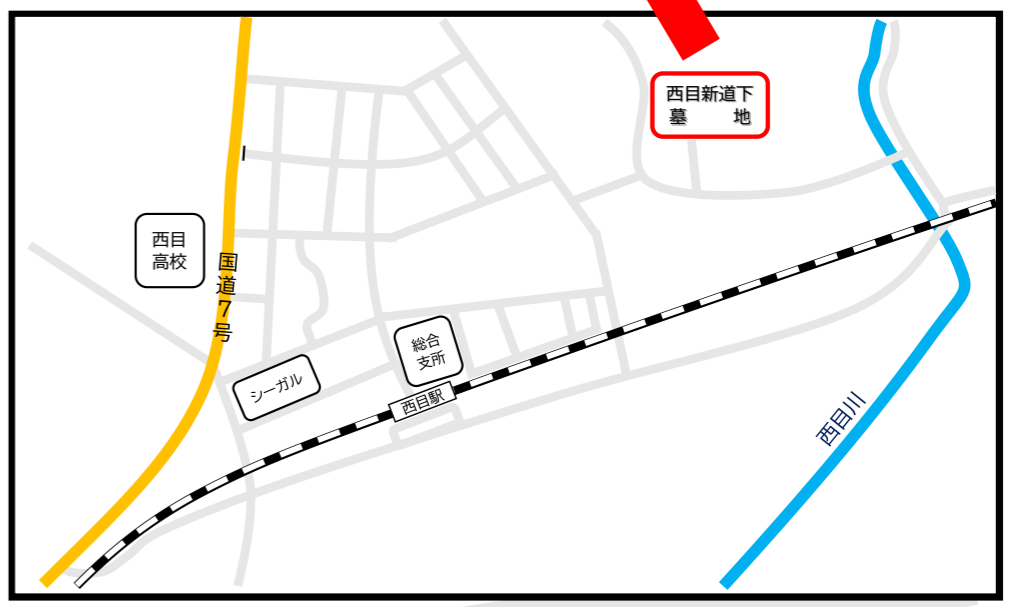 西目新道下
墓　　地
西目
高校
国道７号
総合
支所
シーガル
西目駅
西目川